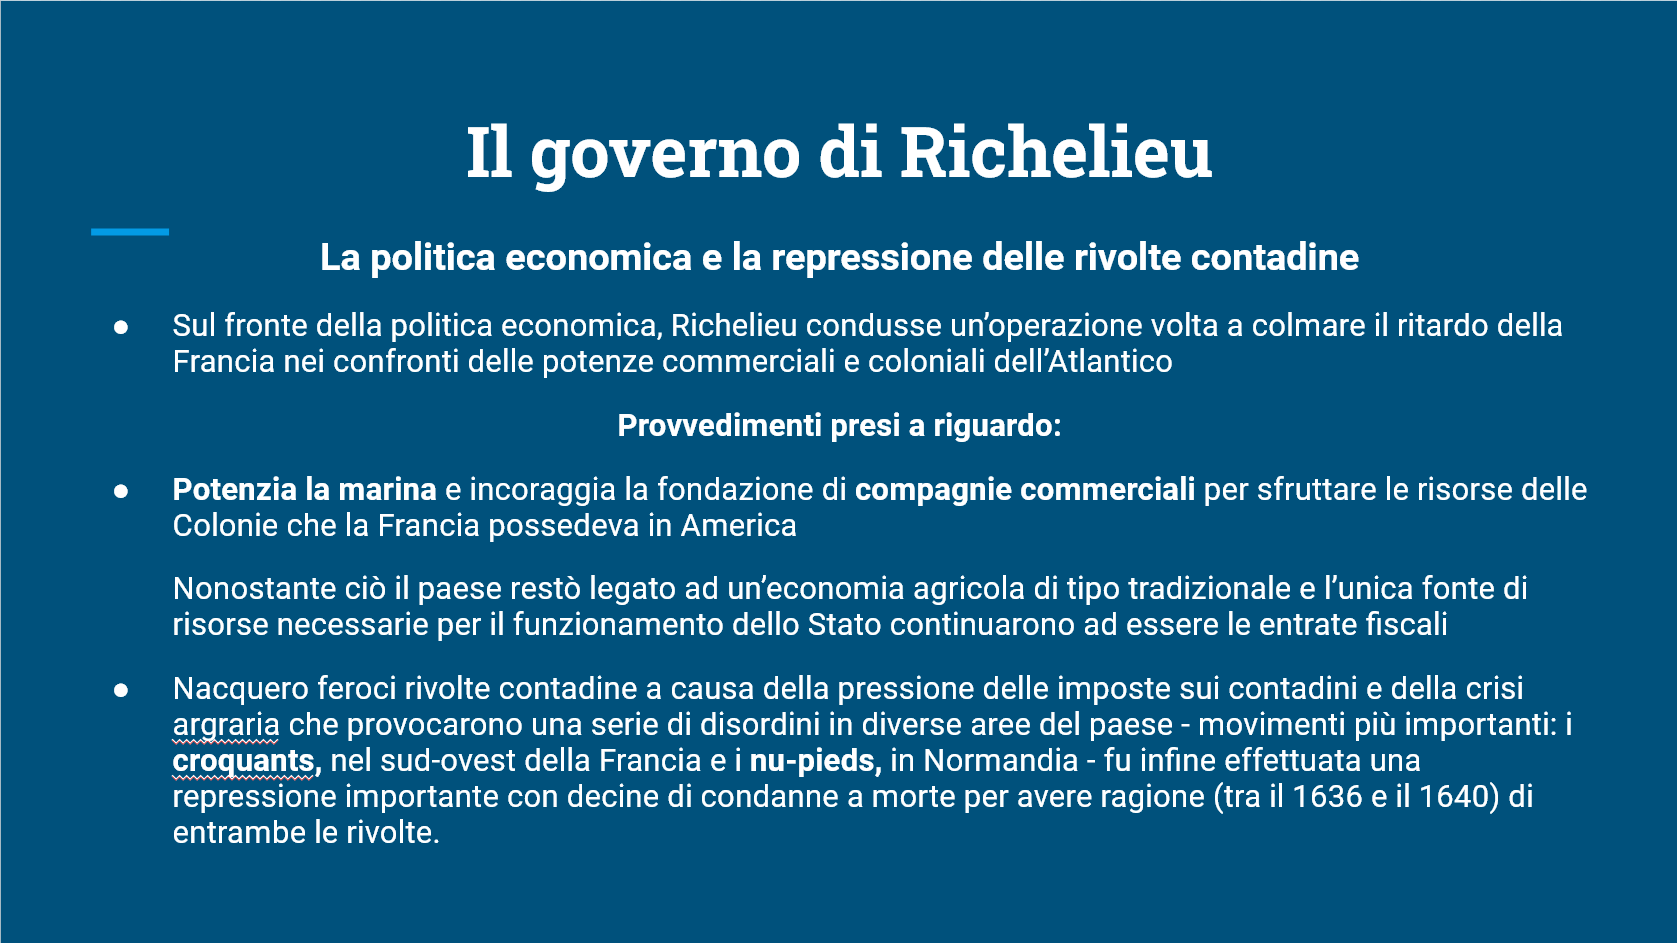 Il governo di Richelieu
La politica economica e la repressione delle rivolte contadine
● Sul fronte della politica economica, Richelieu condusse un’operazione volta a colmare il ritardo della
Francia nei confronti delle potenze commerciali e coloniali dell’Atlantico
Provvedimenti presi a riguardo:
● Potenzia la marina e incoraggia la fondazione di compagnie commerciali per sfruttare le risorse delle
Colonie che la Francia possedeva in America
Nonostante ciò il paese restò legato ad un’economia agricola di tipo tradizionale e l’unica fonte di
risorse necessarie per il funzionamento dello Stato continuarono ad essere le entrate fiscali
● Nacquero feroci rivolte contadine a causa della pressione delle imposte sui contadini e della crisi
argraria che provocarono una serie di disordini in diverse aree del paese - movimenti più importanti: i
croquants, nel sud-ovest della Francia e i nu-pieds, in Normandia - fu infine effettuata una
repressione importante con decine di condanne a morte per avere ragione (tra il 1636 e il 1640) di
entrambe le rivolte.